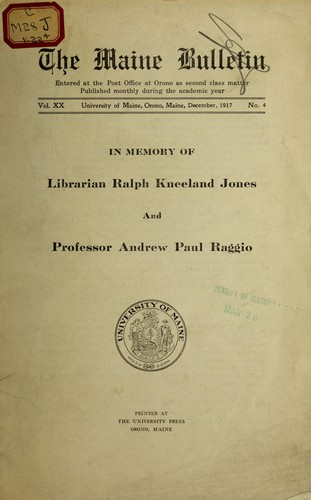 C
M28J
The Maine Bulletin
Entered at the Post Office at Orono as second class matter
Published monthly during the academic year
Vol. XX University of Maine, Orono, Maine, December, 1917 No. 4
IN MEMORY OF
Librarian Ralph Kneeland Jones
And
Professor Andrew Paul Raggio
UNIVERSITY OF MAINE
PRINTED AT
THE UNIVERSITY PRESS
ORONO, MAINE